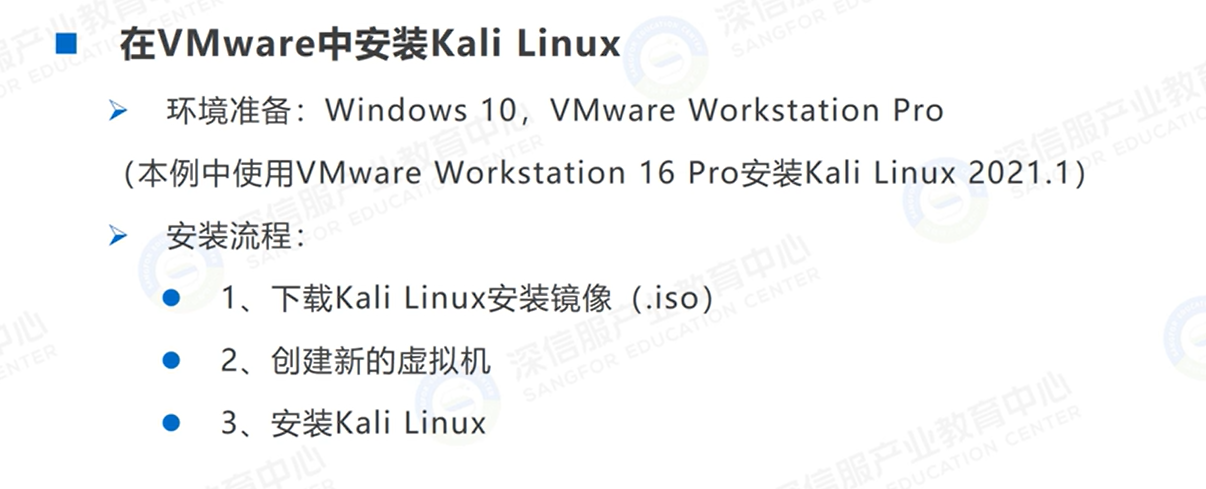 在VMware中安装Kali Linux
环境准备：Windows 10，VMware Workstation Pro
（本例中使用VMware Workstation 16 Pro安装Kali Linux 2021.1）
安装流程：
1、下载Kali Linux安装镜像（.iso）
2、创建新的虚拟机
3、安装Kali Linux
深信服产业教育中心
SANGFOR EDUCATION CENTER